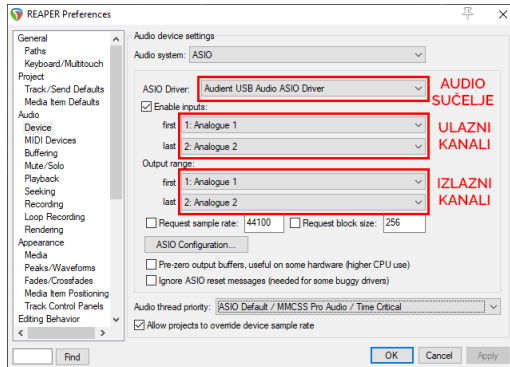 REAPER Preferences
General
Paths
Keyboard/Multitouch
Project
Track/Send Defaults
Media Item Defaults
Audio
Device
MIDI Devices
Buffering
Mute/Solo
Playback
Seeking
Recording
Loop Recording
Rendering
Appearance
Media
Peaks/Waveforms
Fades/Crossfades
Media Item Positioning
Track Control Panels
Editing Behavior
Find
Audio device settings
Audio system: ASIO
ASIO Driver: Audient USB Audio ASIO Driver
AUDIO
SUČELJE
Enable inputs:
first 1: Analogue 1
last 2: Analogue 2
ULAZNI
KANALI
Output range:
first 1: Analogue 1
last 2: Analogue 2
IZLAZNI
KANALI
Request sample rate: 44100 Request block size: 256
ASIO Configuration...
Pre-zero output buffers, useful on some hardware (higher CPU use)
Ignore ASIO reset messages (needed for some buggy drivers)
Audio thread priority: ASIO Default / MMCSS Pro Audio / Time Critical
Allow projects to override device sample rate
OK Cancel Apply